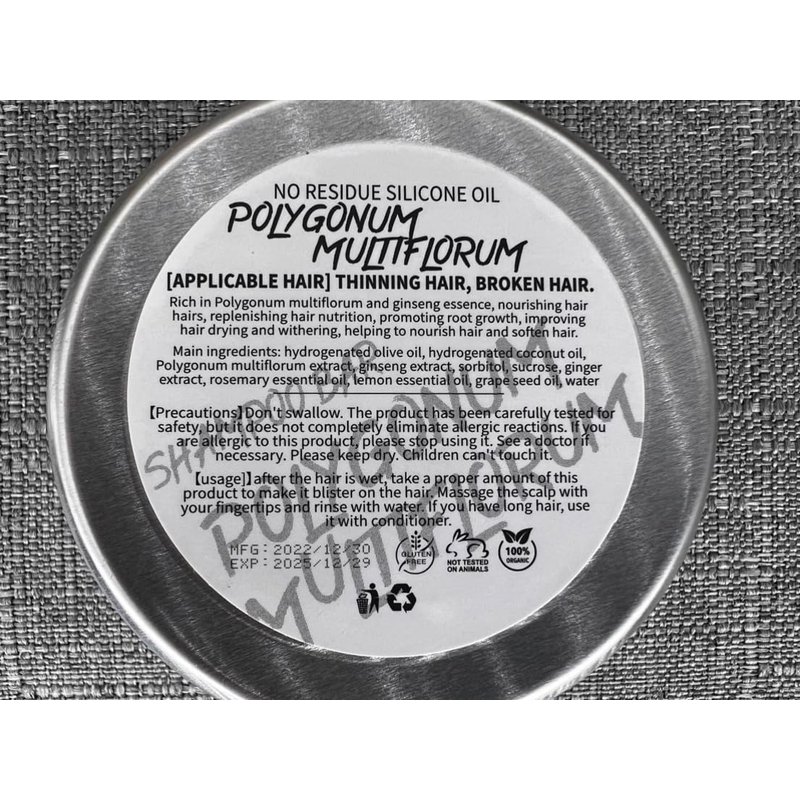 NO RESIDUE SILICONE OIL
POLYGONUM
MULTIFLORUM
[APPLICABLE HAIR] THINNING HAIR, BROKEN HAIR.
Rich in Polygonum multiflorum and ginseng essence, nourishing hair
hairs, replenishing hair nutrition, promoting root growth, improving
hair drying and withering, helping to nourish hair and soften hair.
Main ingredients: hydrogenated olive oil, hydrogenated coconut oil,
Polygonum multiflorum extract, ginseng extract, sorbitol, sucrose, ginger
extract, rosemary essential oil, lemon essential oil, grape seed oil, water
【Precautions】Don't swallow. The product has been carefully tested for
safety, but does not completely eliminate allergic reactions. If you
are allergic to this product, please stop using it. See a doctor if
necessary. Please keep dry. Children can't touch it.
【usage]】after the hair is wet, take a proper amount of this
product to make it blister on the hair. Massage the scalp with
your fingertips and rinse with water. If you have long hair, use
it with conditioner.
MFG: 2022/12/30
EXP: 2025/12/29
GLUTEN
FREE
NOT TESTED
ON ANIMALS
100%
ORGANIC
SHAMPOO BAR
POLYGONUM
MULTIFLORUM